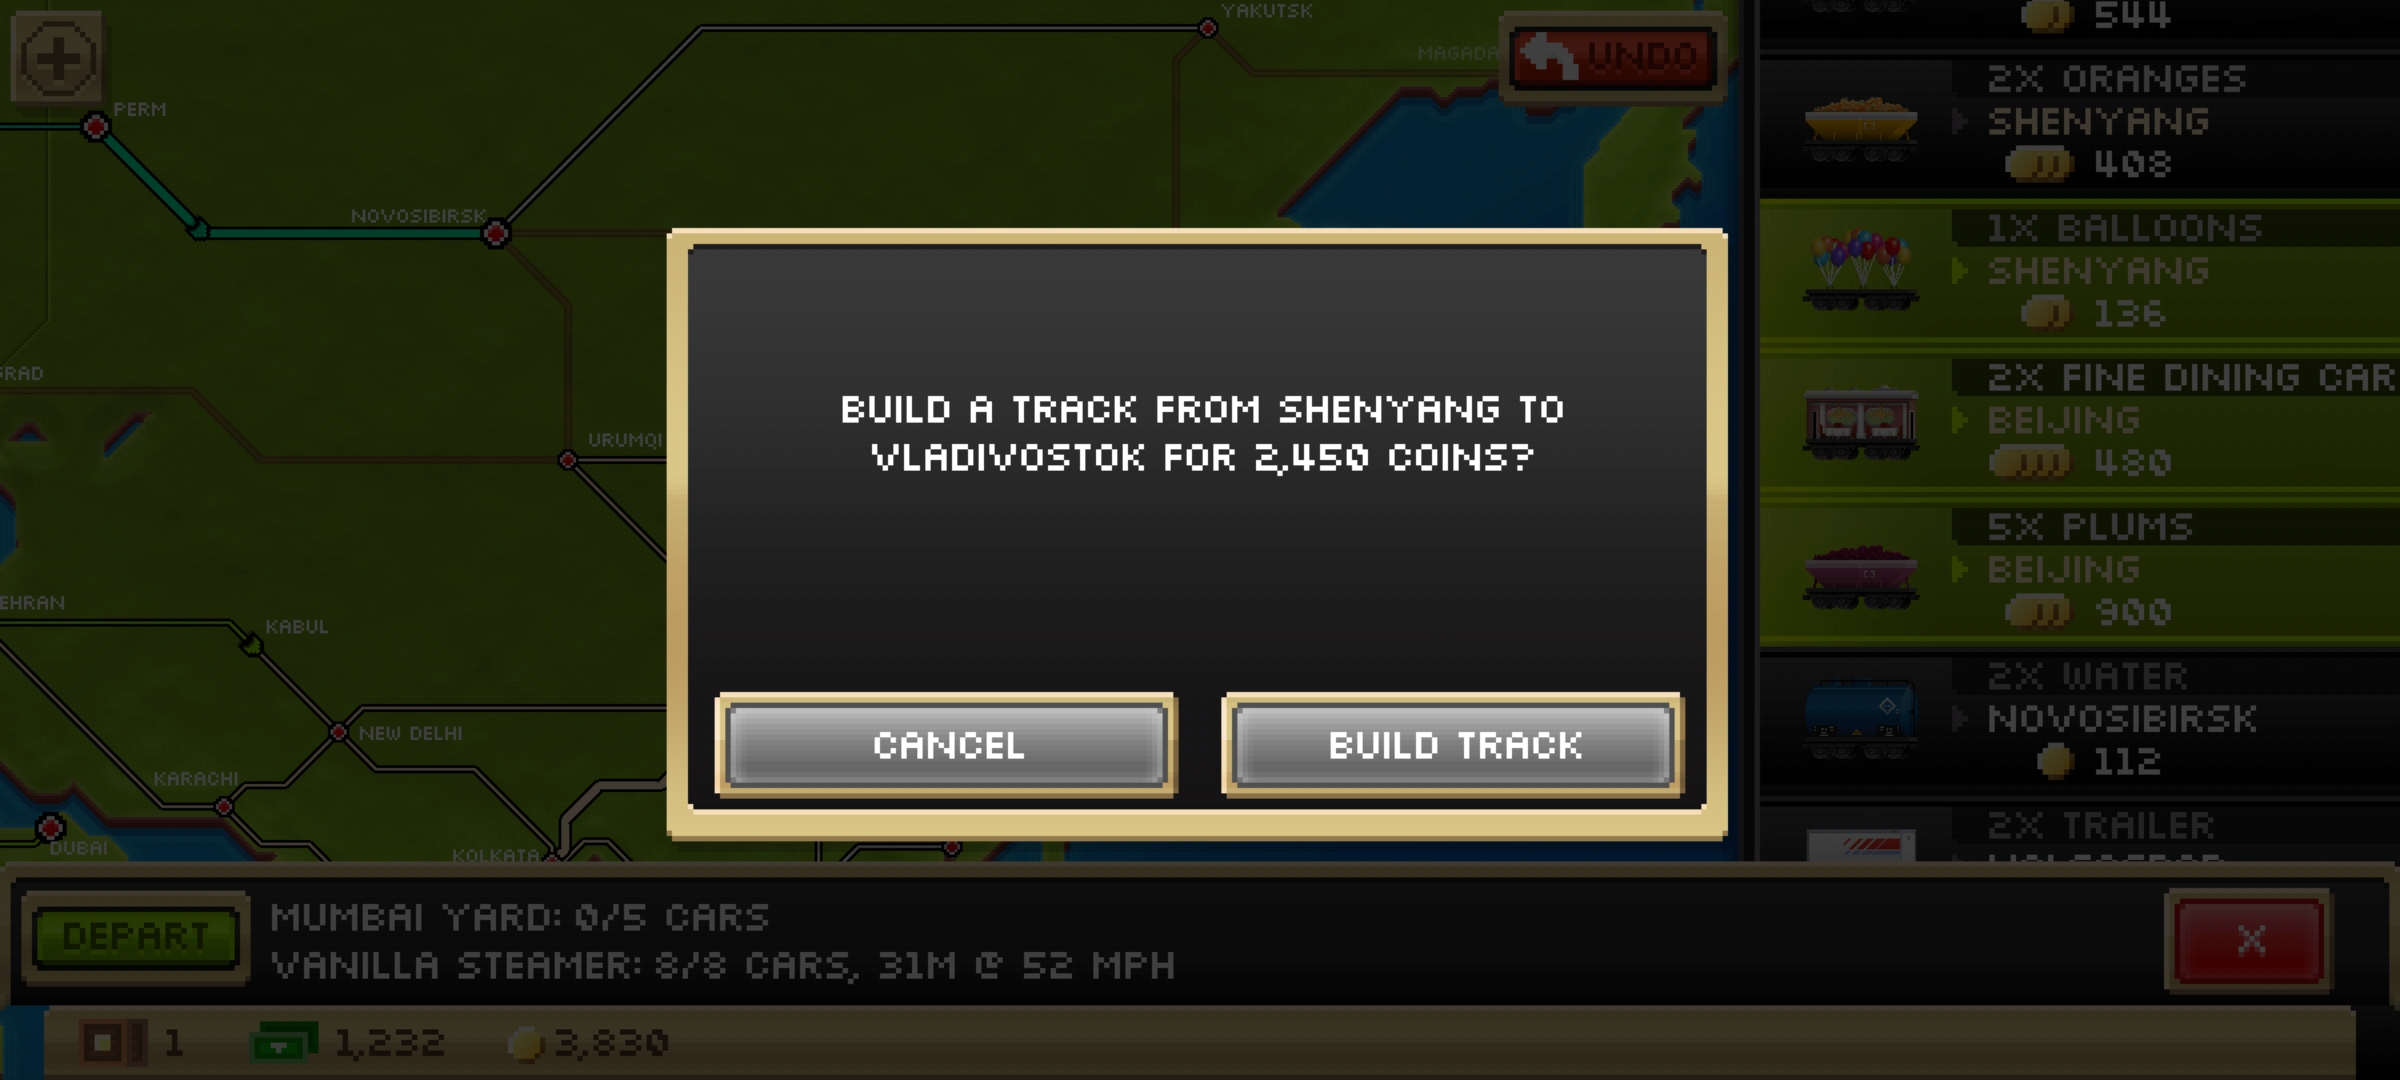 YAKUTSK
MAGADA
UNDO
PERM
NOVOSIBIRSK
GRAD
URUMQI
EHRAN
KABUL
NEW DELHI
KARACHI
DUBAI
KOLKATA
544
2X ORANGES
SHENYANG
408
1X BALLOONS
SHENYANG
136
2X FINE DINING CAR
BEIJING
480
5X PLUMS
BEIJING
900
2X WATER
NOVOSIBIRSK
112
2X TRAILER
BUILD A TRACK FROM SHENYANG TO
VLADIVOSTOK FOR 2,450 COINS?
CANCEL
BUILD TRACK
DEPART
MUMBAI YARD: 0/5 CARS
VANILLA STEAMER: 8/8 CARS, 31M @ 52 MPH
X
1
1,232
3,830